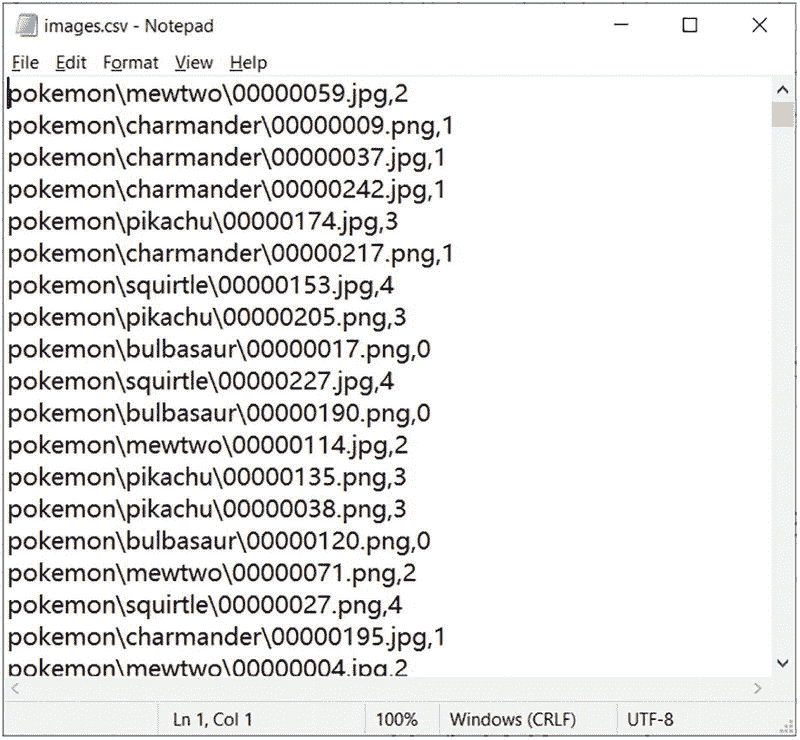 images.csv - Notepad
File Edit Format View Help
pokemon\mewtwo\00000059.jpg,2
pokemon\charmander\00000009.png,1
pokemon\charmander\00000037.jpg,1
pokemon\charmander\00000242.jpg,1
pokemon\pikachu\00000174.jpg,3
pokemon\charmander\00000217.png,1
pokemon\squirtle\00000153.jpg,4
pokemon\pikachu\00000205.png,3
pokemon\bulbasaur\00000017.png,0
pokemon\squirtle\00000227.jpg,4
pokemon\bulbasaur\00000190.png,0
pokemon\mewtwo\00000114.jpg,2
pokemon\pikachu\00000135.png,3
pokemon\pikachu\00000038.png,3
pokemon\bulbasaur\00000120.png,0
pokemon\mewtwo\00000071.png,2
pokemon\squirtle\00000027.png,4
pokemon\charmander\00000195.jpg,1
pokemon\mewtwo\00000004.jpg,2
Ln 1, Col 1 100% Windows (CRLF) UTF-8